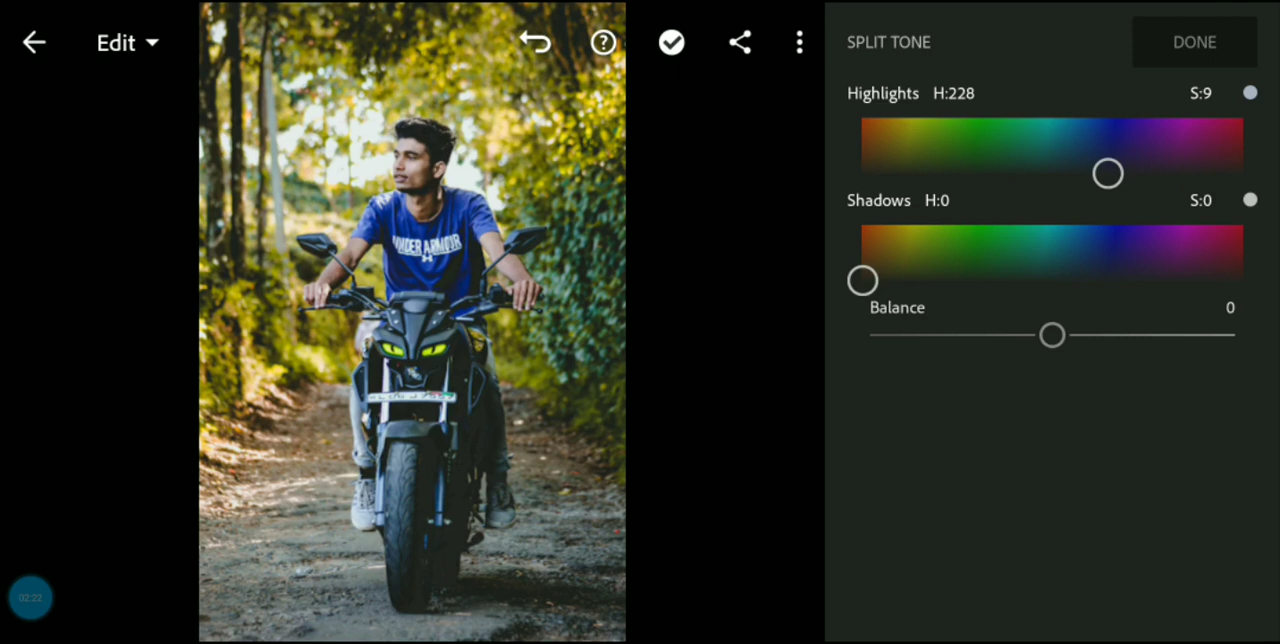 Edit
SPLIT TONE
DONE
Highlights H:228 S:9
Shadows H:0 S:0
Balance 0
UNDER ARMOUR
02:22